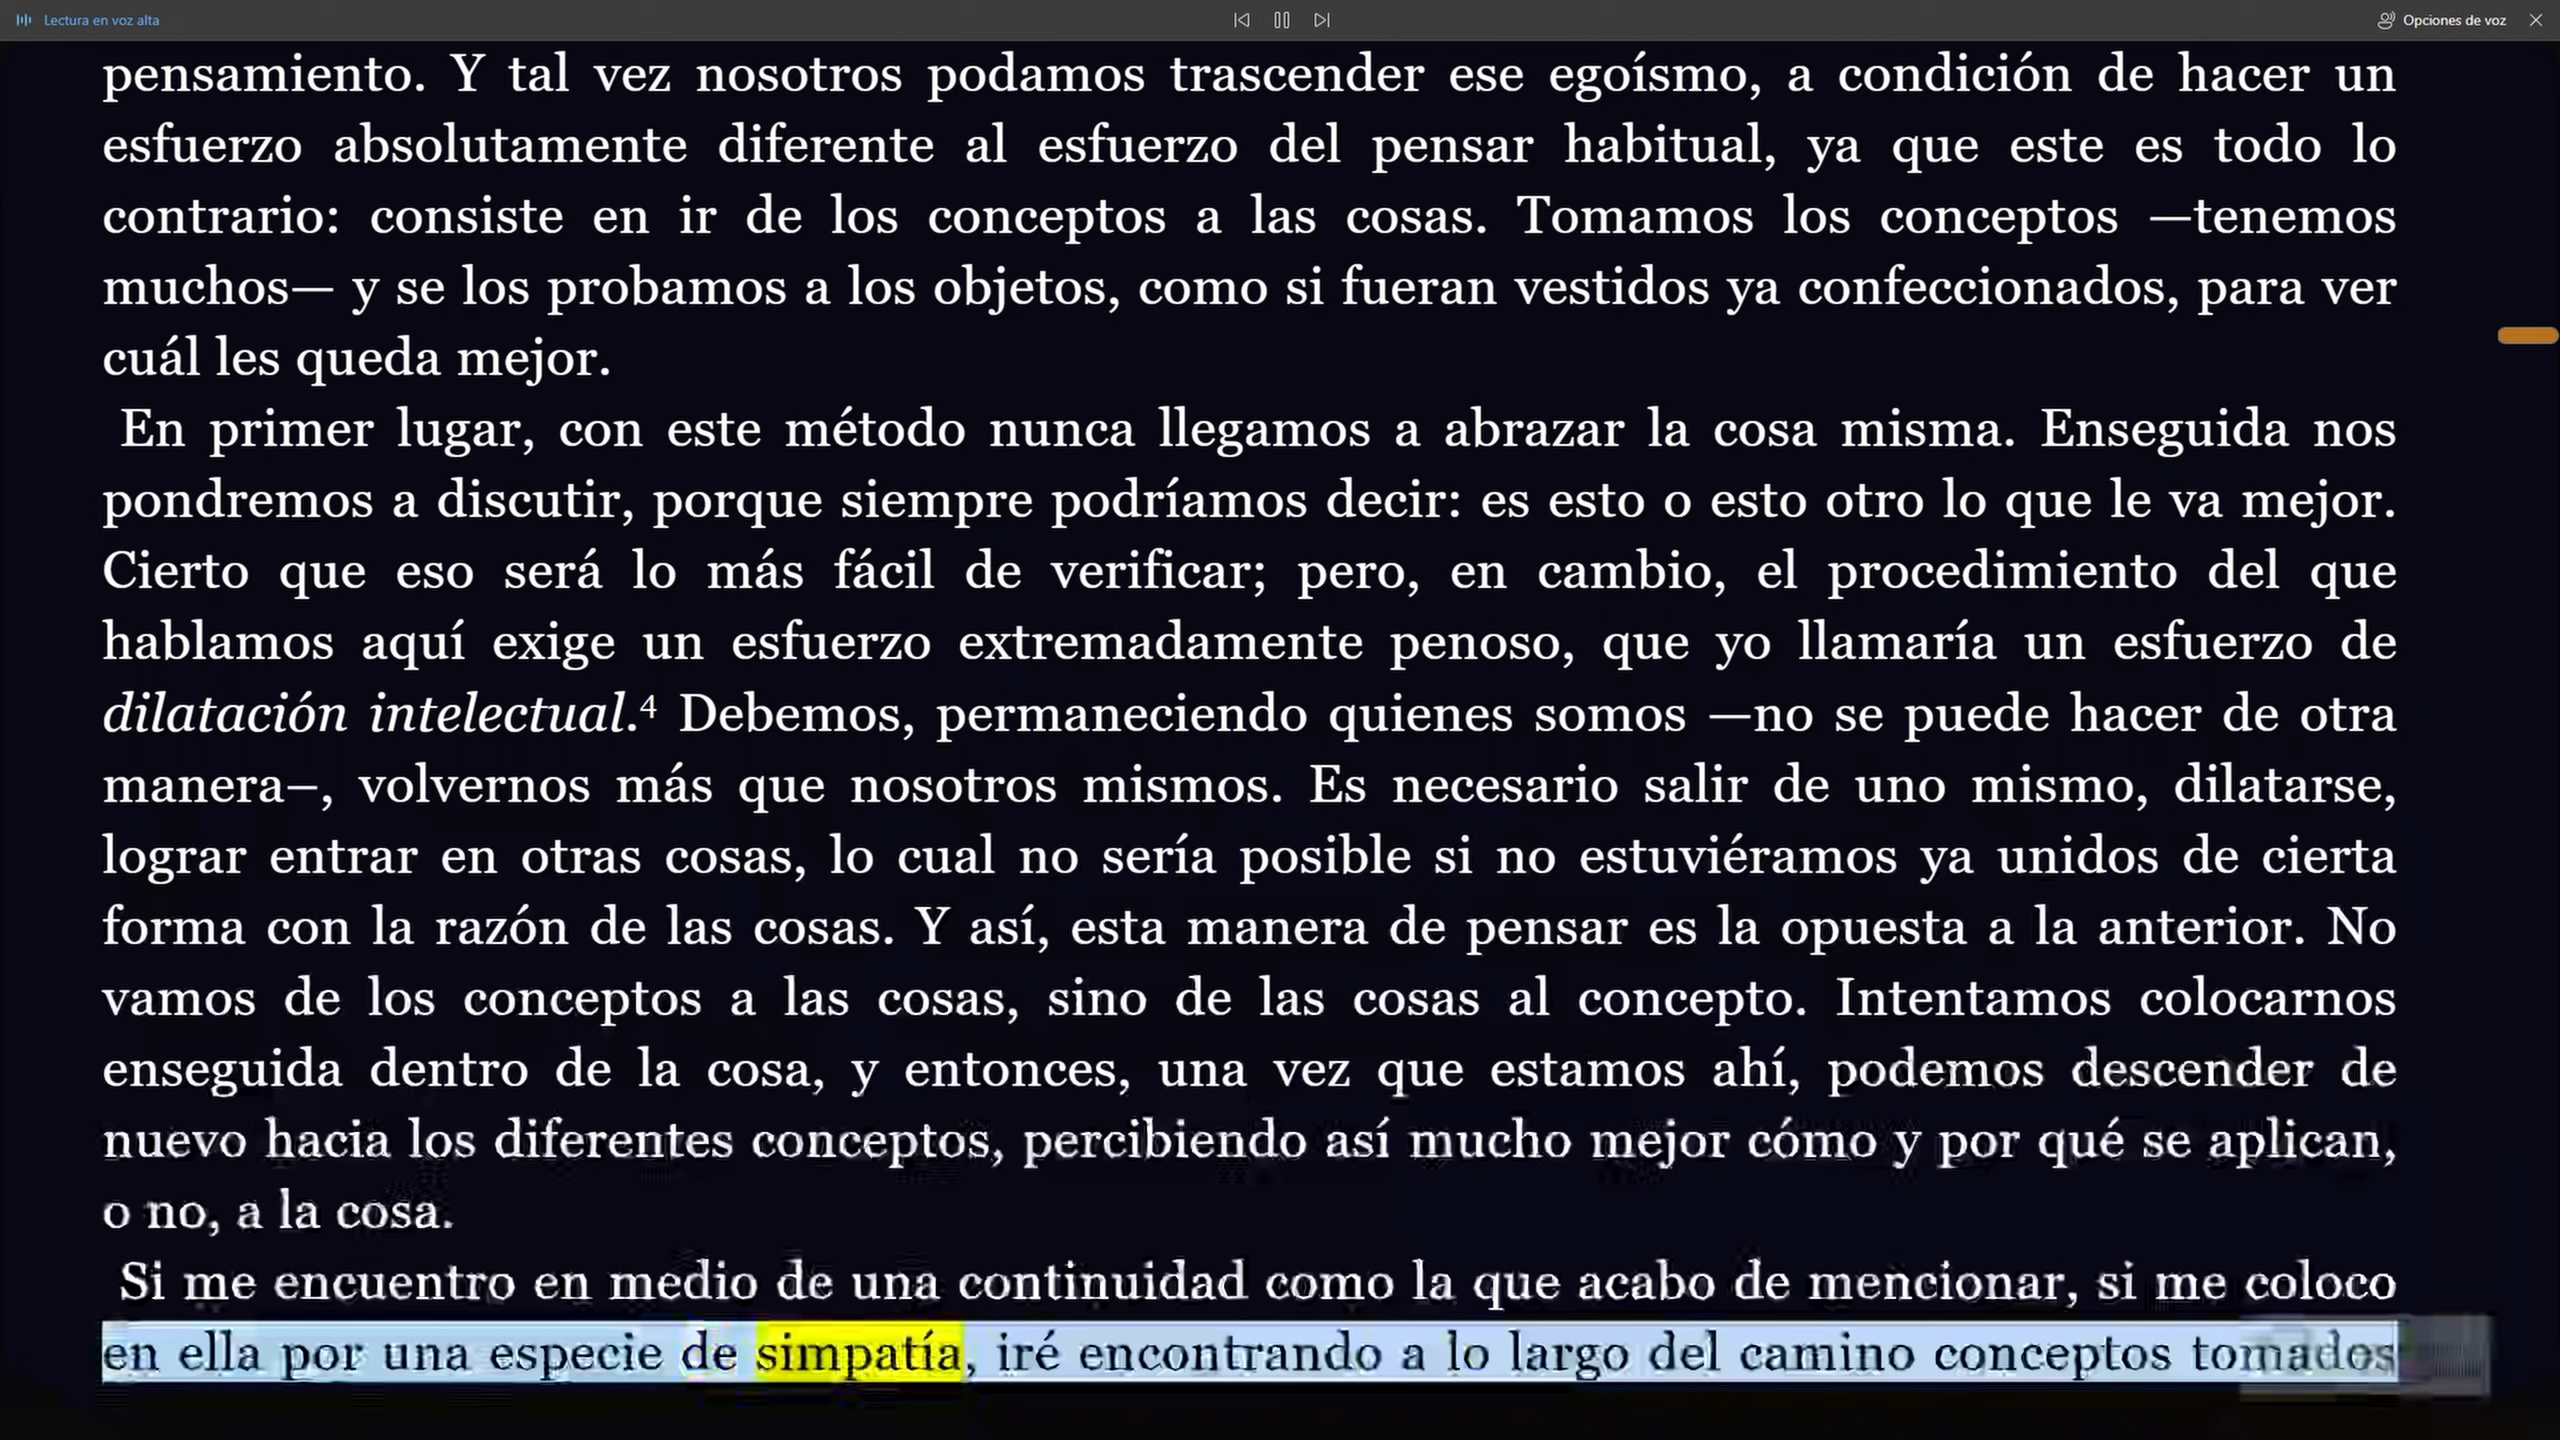 Lectura en voz alta
Opciones de voz
pensamiento. Y tal vez nosotros podamos trascender ese egoísmo, a condición de hacer un
esfuerzo absolutamente diferente al esfuerzo del pensar habitual, ya que este es todo lo
contrario: consiste en ir de los conceptos a las cosas. Tomamos los conceptos —tenemos
muchos— y se los probamos a los objetos, como si fueran vestidos ya confeccionados, para ver
cuál les queda mejor.
En primer lugar, con este método nunca llegamos a abrazar la cosa misma. Enseguida nos
pondremos a discutir, porque siempre podríamos decir: es esto o esto otro lo que le va mejor.
Cierto que eso será lo más fácil de verificar; pero, en cambio, el procedimiento del que
hablamos aquí exige un esfuerzo extremadamente penoso, que yo llamaría un esfuerzo de
dilatación intelectual.⁴ Debemos, permaneciendo quienes somos —no se puede hacer de otra
manera–, volvernos más que nosotros mismos. Es necesario salir de uno mismo, dilatarse,
lograr entrar en otras cosas, lo cual no sería posible si no estuviéramos ya unidos de cierta
forma con la razón de las cosas. Y así, esta manera de pensar es la opuesta a la anterior. No
vamos de los conceptos a las cosas, sino de las cosas al concepto. Intentamos colocarnos
enseguida dentro de la cosa, y entonces, una vez que estamos ahí, podemos descender de
nuevo hacia los diferentes conceptos, percibiendo así mucho mejor cómo y por qué se aplican,
o no, a la cosa.
Si me encuentro en medio de una continuidad como la que acabo de mencionar, si me coloco
en ella por una especie de simpatía, iré encontrando a lo largo del camino conceptos tomados